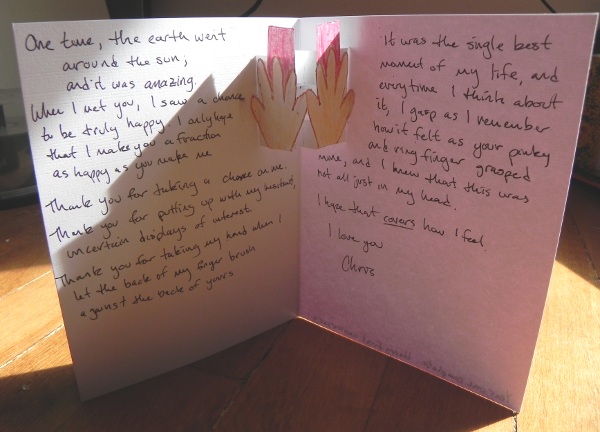 One time, the earth went
around the sun;
and it was amazing.
When I met you, I saw a chance
to be truly happy. I only hope
that I make you a fraction
as happy as you make me
Thank you for taking a chance on me.
Thank you for putting up with my hesitant,
uncertain displays of interest
Thank you for taking my hand when I
let the back of my finger brush
against the back of yours
It was the single best
moment of my life, and
everytime I think about
it, I gasp as I remember
how it felt as your pinkey
and ring finger grasped
mine, and I knew that this was
not all just in my head.
I hope that covers how I feel.
I love you
Chris